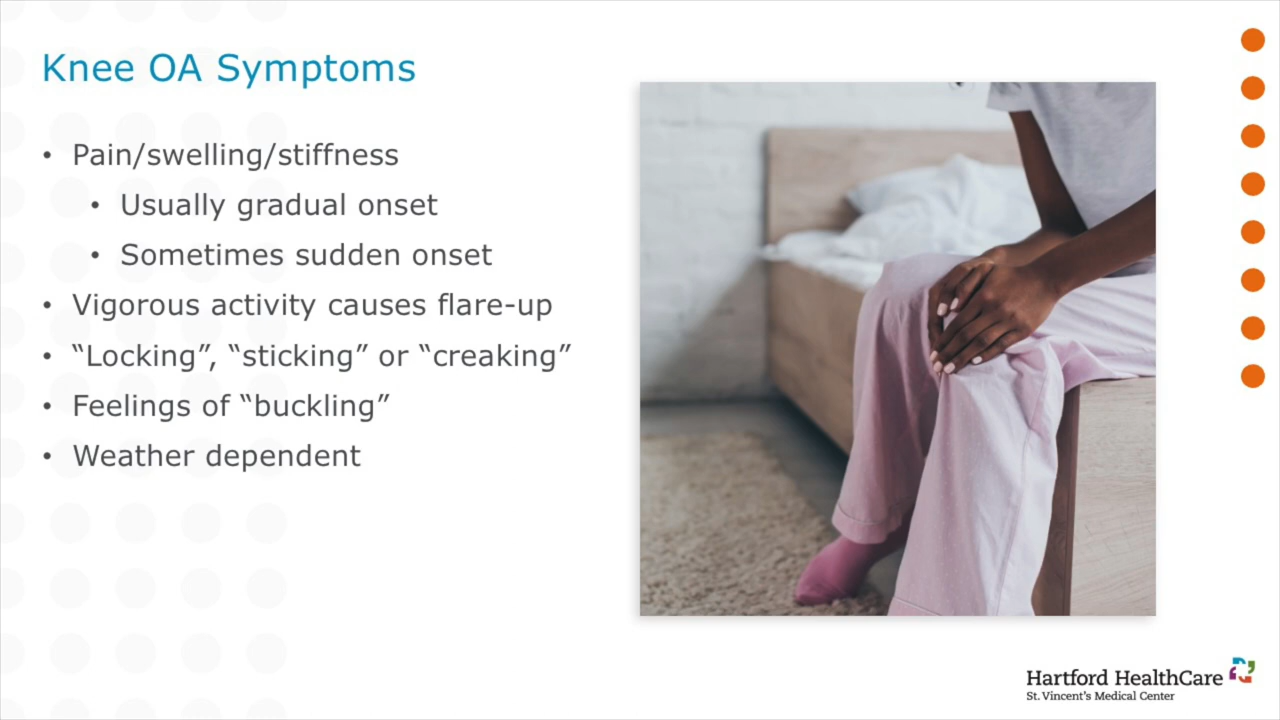 Knee OA Symptoms
• Pain/swelling/stiffness
• Usually gradual onset
• Sometimes sudden onset
• Vigorous activity causes flare-up
• “Locking”, “sticking” or “creaking”
• Feelings of “buckling”
• Weather dependent
Hartford HealthCare
St. Vincent’s Medical Center